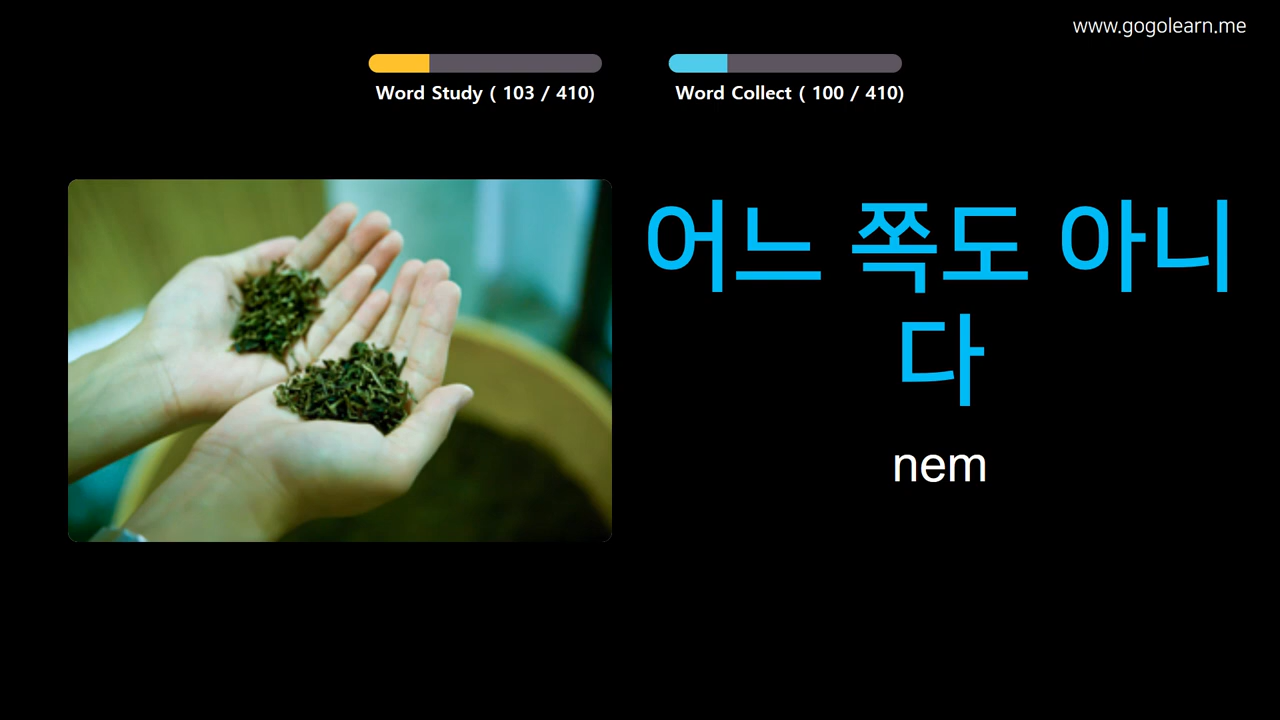 www.gogolearn.me
Word Study ( 103 / 410)
Word Collect ( 100 / 410)
어느 쪽도 아니
다
nem